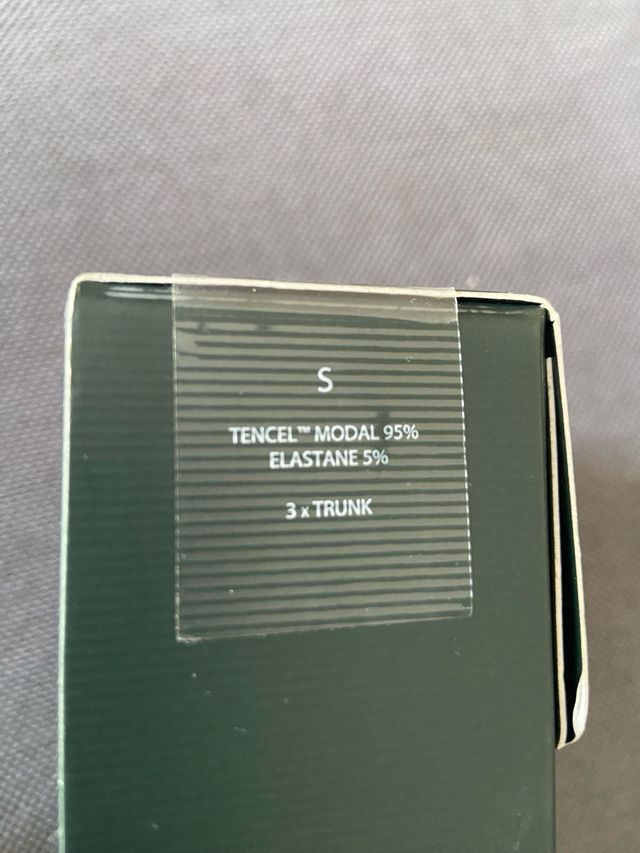 S
TENCEL™ MODAL 95%
ELASTANE 5%
3 x TRUNK